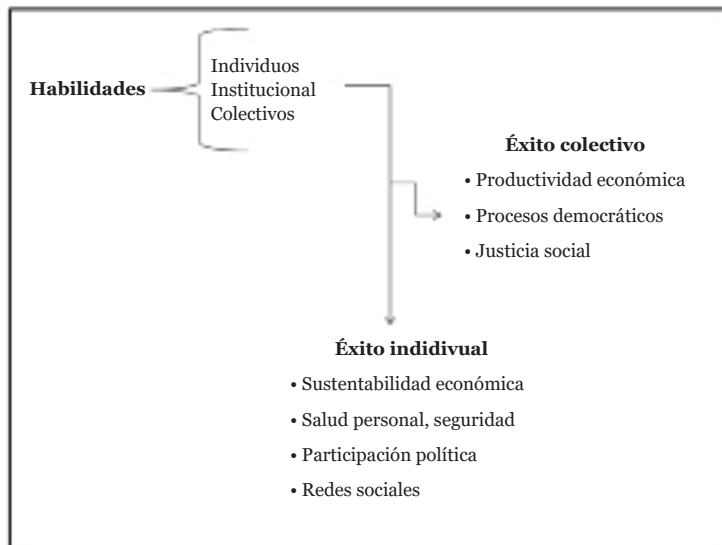 Habilidades
Individuos
Institucional
Colectivos
Éxito colectivo
• Productividad económica
• Procesos democráticos
• Justicia social
Éxito indidivual
• Sustentabilidad económica
• Salud personal, seguridad
• Participación política
• Redes sociales